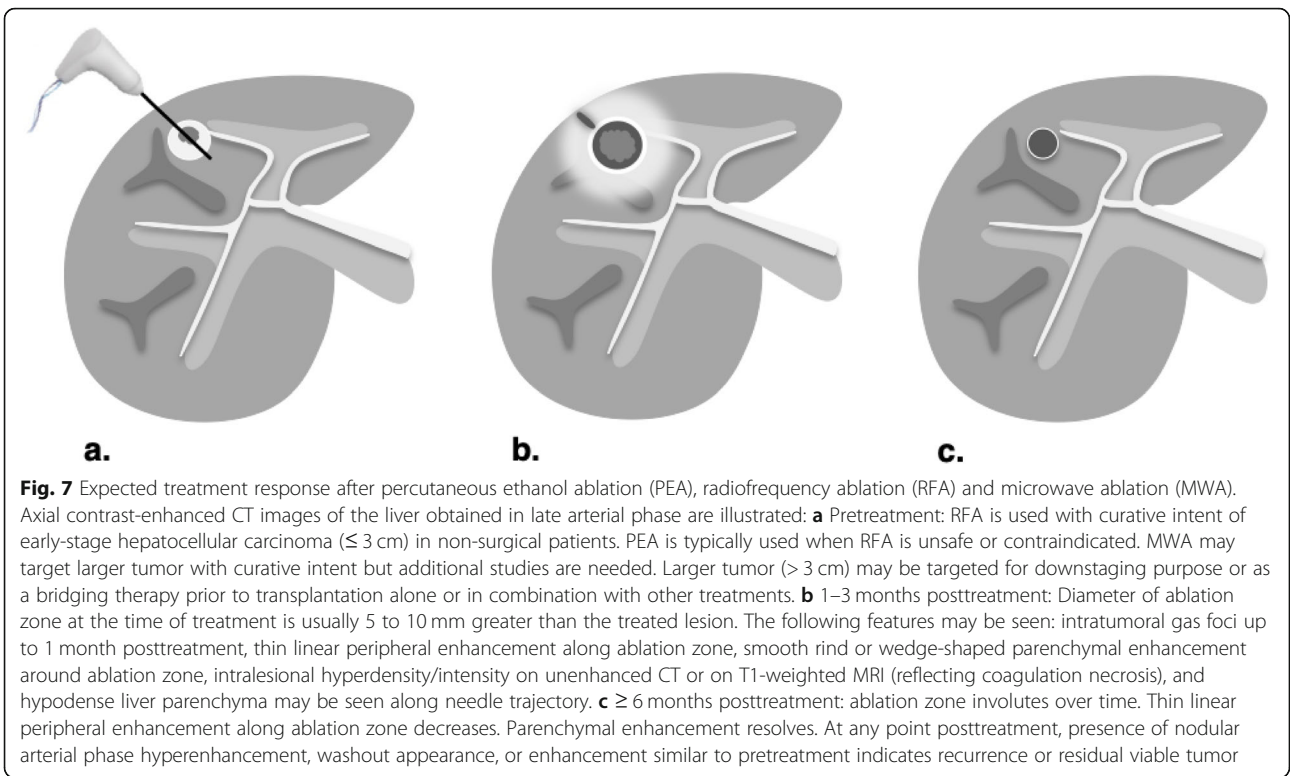 a.
b.
c.
Fig. 7 Expected treatment response after percutaneous ethanol ablation (PEA), radiofrequency ablation (RFA) and microwave ablation (MWA).
Axial contrast-enhanced CT images of the liver obtained in late arterial phase are illustrated: a Pretreatment: RFA is used with curative intent of
early-stage hepatocellular carcinoma (≤ 3 cm) in non-surgical patients. PEA is typically used when RFA is unsafe or contraindicated. MWA may
target larger tumor with curative intent but additional studies are needed. Larger tumor (> 3 cm) may be targeted for downstaging purpose or as
a bridging therapy prior to transplantation alone or in combination with other treatments. b 1–3 months posttreatment: Diameter of ablation
zone at the time of treatment is usually 5 to 10 mm greater than the treated lesion. The following features may be seen: intratumoral gas foci up
to 1 month posttreatment, thin linear peripheral enhancement along ablation zone, smooth rind or wedge-shaped parenchymal enhancement
around ablation zone, intralesional hyperdensity/intensity on unenhanced CT or on T1-weighted MRI (reflecting coagulation necrosis), and
hypodense liver parenchyma may be seen along needle trajectory. c ≥ 6 months posttreatment: ablation zone involutes over time. Thin linear
peripheral enhancement along ablation zone decreases. Parenchymal enhancement resolves. At any point posttreatment, presence of nodular
arterial phase hyperenhancement, washout appearance, or enhancement similar to pretreatment indicates recurrence or residual viable tumor